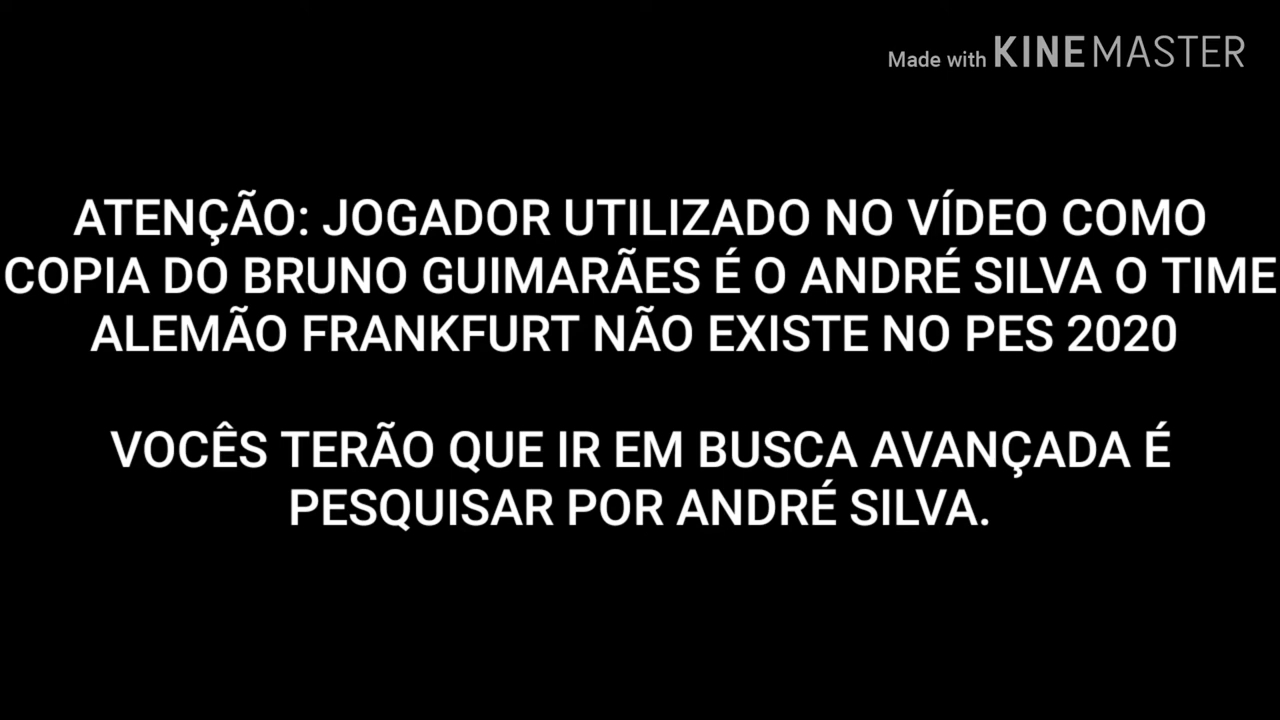 Made with KINEMASTER
ATENÇÃO: JOGADOR UTILIZADO NO VÍDEO COMO
COPIA DO BRUNO GUIMARÃES É O ANDRÉ SILVA O TIME
ALEMÃO FRANKFURT NÃO EXISTE NO PES 2020
VOCÊS TERÃO QUE IR EM BUSCA AVANÇADA É
PESQUISAR POR ANDRÉ SILVA.